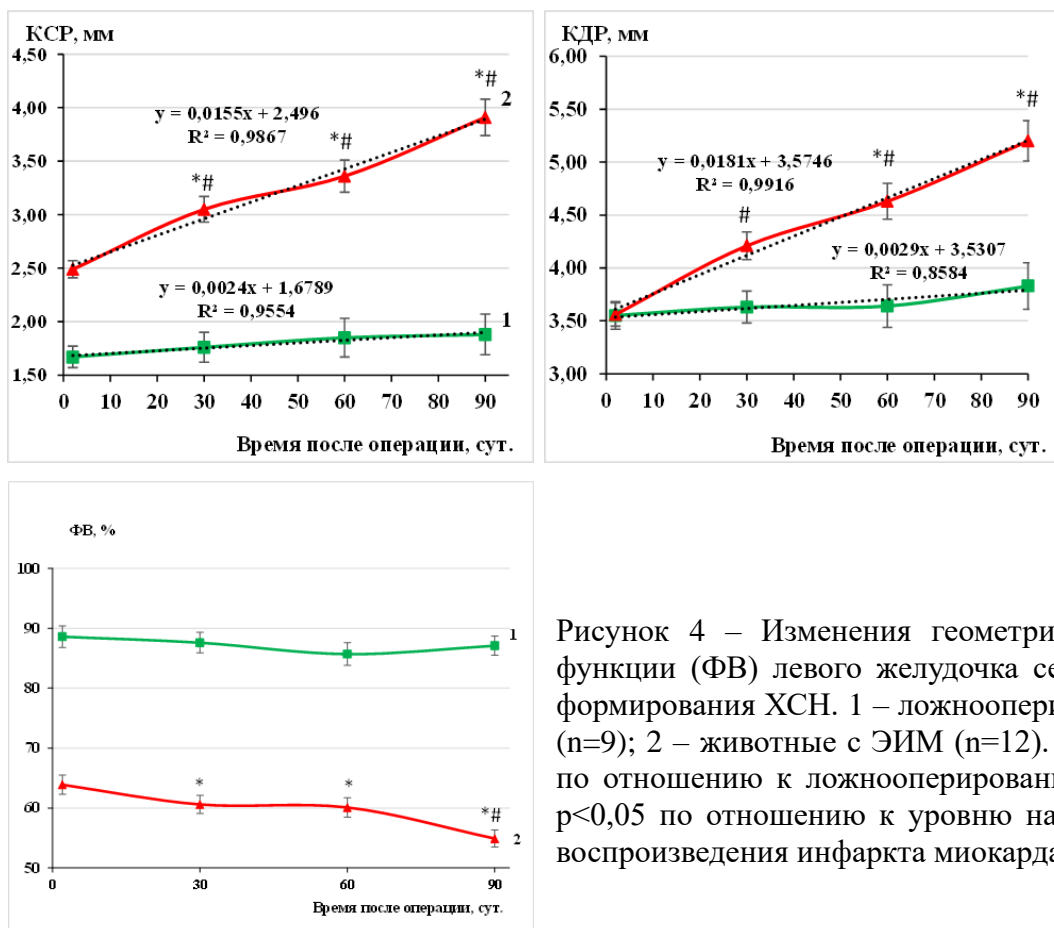 КСР, мм
4,50
4,00
3,50
3,00
2,50
2,00
1,50
y = 0,0155x + 2,496
R² = 0,9867
*#
*#
*#
2
y = 0,0024x + 1,6789
R² = 0,9554
1
0 10 20 30 40 50 60 70 80 90
Время после операции, сут.
КДР, мм
6,00
5,50
5,00
4,50
4,00
3,50
3,00
y = 0,0181x + 3,5746
R² = 0,9916
#
*#
*#
y = 0,0029x + 3,5307
R² = 0,8584
0 10 20 30 40 50 60 70 80 90
Время после операции, сут.
ФВ, %
100
90
80
70
60
50
1
*
*
*#
2
0 30 60 90
Время после операции, сут.
Рисунок 4 – Изменения геометри
функции (ФВ) левого желудочка се
формирования ХСН. 1 – ложноопери
(n=9); 2 – животные с ЭИМ (n=12).
по отношению к ложнооперирован
p<0,05 по отношению к уровню на
воспроизведения инфаркта миокарда